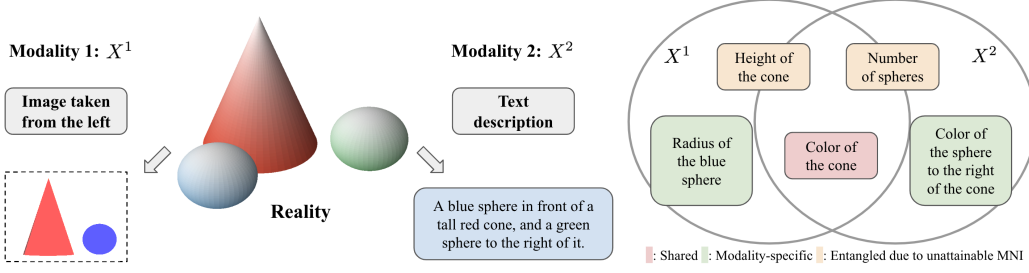 Modality 1: X¹
Image taken
from the left
Reality
Modality 2: X²
Text
description
A blue sphere in front of a
tall red cone, and a green
sphere to the right of it.
X¹
X²
Height of
the cone
Number
of spheres
Radius of
the blue
sphere
Color of
the cone
Color of
the sphere
to the right
of the cone
: Shared : Modality-specific : Entangled due to unattainable MNI